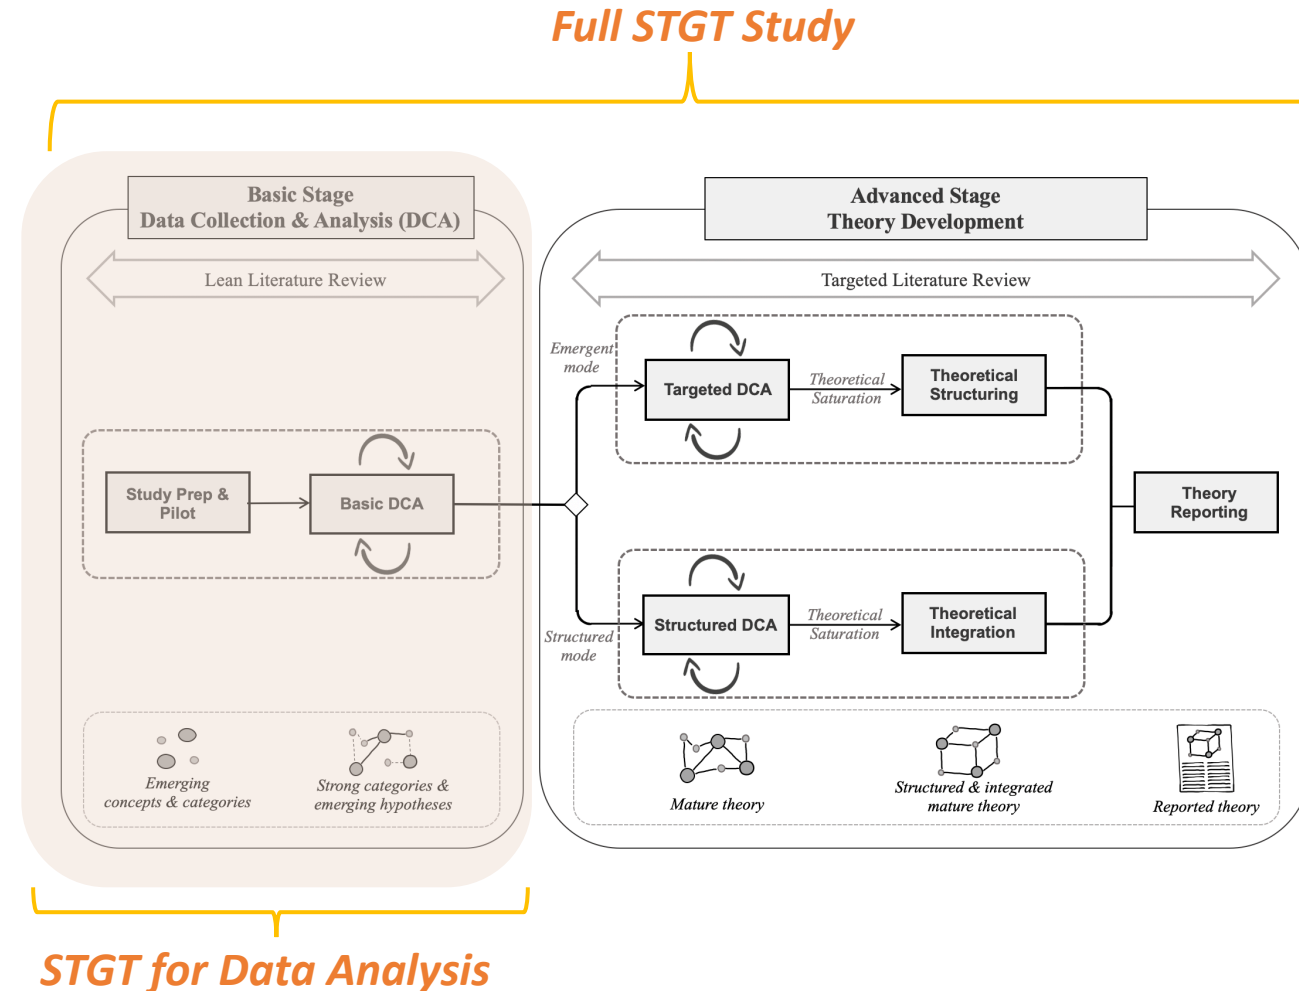 Full STGT Study
Basic Stage
Data Collection & Analysis (DCA)
Lean Literature Review
Study Prep &
Pilot
Basic DCA
Emerging
concepts & categories
Strong categories &
emerging hypotheses
Advanced Stage
Theory Development
Targeted Literature Review
Emergent
mode
Targeted DCA
Theoretical
Saturation
Theoretical
Structuring
Structured
mode
Structured DCA
Theoretical
Saturation
Theoretical
Integration
Theory
Reporting
Mature theory
Structured & integrated
mature theory
Reported theory
STGT for Data Analysis